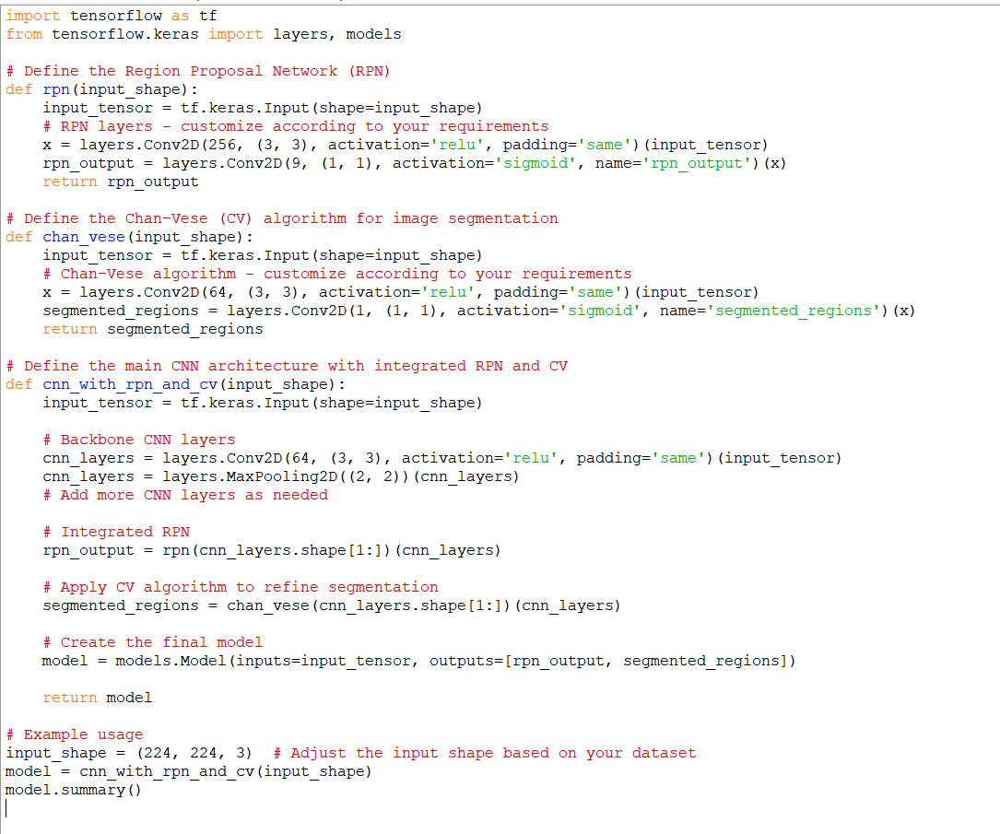 import tensorflow as tf
from tensorflow.keras import layers, models

# Define the Region Proposal Network (RPN)
def rpn(input_shape):
    input_tensor = tf.keras.Input(shape=input_shape)
    # RPN layers - customize according to your requirements
    x = layers.Conv2D(256, (3, 3), activation='relu', padding='same')(input_tensor)
    rpn_output = layers.Conv2D(9, (1, 1), activation='sigmoid', name='rpn_output')(x)
    return rpn_output

# Define the Chan-Vese (CV) algorithm for image segmentation
def chan_vese(input_shape):
    input_tensor = tf.keras.Input(shape=input_shape)
    # Chan-Vese algorithm - customize according to your requirements
    x = layers.Conv2D(64, (3, 3), activation='relu', padding='same')(input_tensor)
    segmented_regions = layers.Conv2D(1, (1, 1), activation='sigmoid', name='segmented_regions')(x)
    return segmented_regions

# Define the main CNN architecture with integrated RPN and CV
def cnn_with_rpn_and_cv(input_shape):
    input_tensor = tf.keras.Input(shape=input_shape)

    # Backbone CNN layers
    cnn_layers = layers.Conv2D(64, (3, 3), activation='relu', padding='same')(input_tensor)
    cnn_layers = layers.MaxPooling2D((2, 2))(cnn_layers)
    # Add more CNN layers as needed

    # Integrated RPN
    rpn_output = rpn(cnn_layers.shape[1:])(cnn_layers)

    # Apply CV algorithm to refine segmentation
    segmented_regions = chan_vese(cnn_layers.shape[1:])(cnn_layers)

    # Create the final model
    model = models.Model(inputs=input_tensor, outputs=[rpn_output, segmented_regions])

    return model

# Example usage
input_shape = (224, 224, 3)  # Adjust the input shape based on your dataset
model = cnn_with_rpn_and_cv(input_shape)
model.summary()